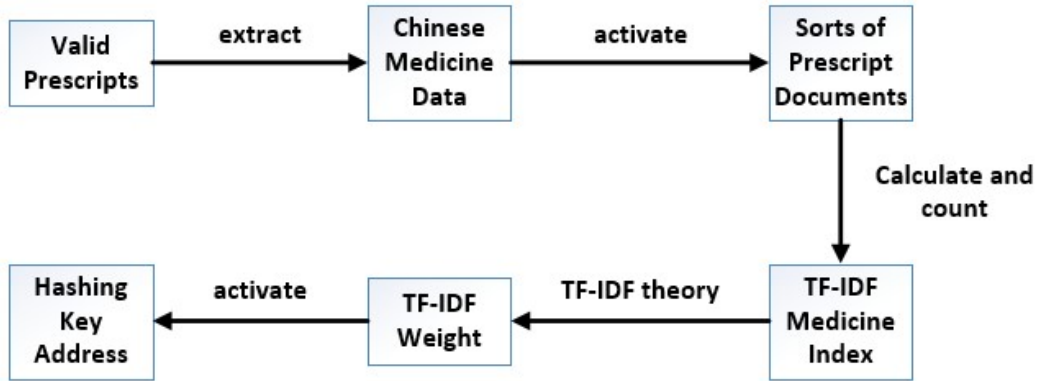 Valid
Prescripts
extract
Chinese
Medicine
Data
activate
Sorts of
Prescript
Documents
Calculate and
count
TF-IDF
Medicine
Index
TF-IDF theory
TF-IDF
Weight
activate
Hashing
Key
Address